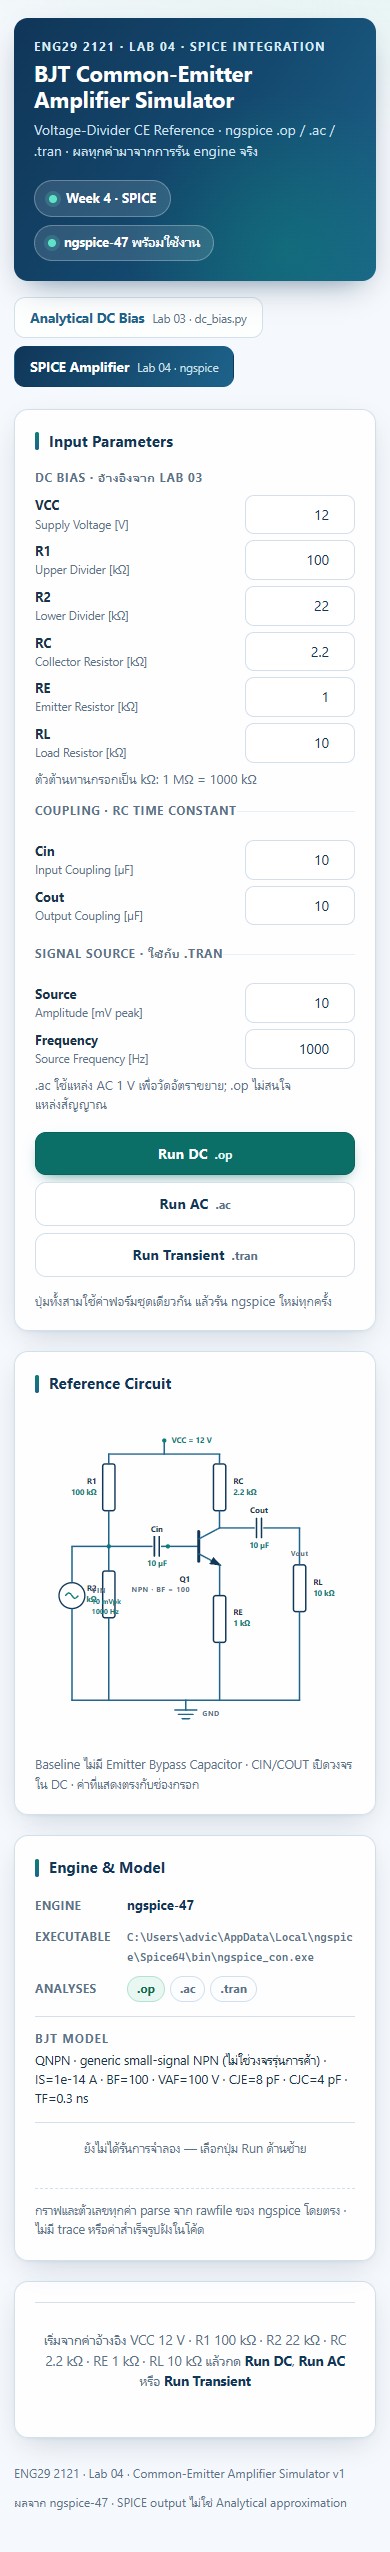 ENG29 2121 · LAB 04 · SPICE INTEGRATION
BJT Common-Emitter
Amplifier Simulator
Voltage-Divider CE Reference · ngspice .op / .ac /
.tran · ผลทุกค่ามาจากการรัน engine จริง
Week 4 · SPICE
ngspice-47 พร้อมใช้งาน
Analytical DC Bias Lab 03 · dc_bias.py
SPICE Amplifier Lab 04 · ngspice
Input Parameters
DC BIAS · อ้างอิงจาก LAB 03
VCC
Supply Voltage [V]
12
R1
Upper Divider [kΩ]
100
R2
Lower Divider [kΩ]
22
RC
Collector Resistor [kΩ]
2.2
RE
Emitter Resistor [kΩ]
1
RL
Load Resistor [kΩ]
10
ตัวต้านทานกรอกเป็น kΩ: 1 MΩ = 1000 kΩ
COUPLING · RC TIME CONSTANT
Cin
Input Coupling [µF]
10
Cout
Output Coupling [µF]
10
SIGNAL SOURCE · ใช้กับ .TRAN
Source
Amplitude [mV peak]
10
Frequency
Source Frequency [Hz]
1000
.ac ใช้แหล่ง AC 1 V เพื่อวัดอัตราขยาย; .op ไม่สนใจ
แหล่งสัญญาณ
Run DC .op
Run AC .ac
Run Transient .tran
ปุ่มทั้งสามใช้ค่าฟอร์มชุดเดียวกัน แล้วรัน ngspice ใหม่ทุกครั้ง
Reference Circuit
VCC = 12 V
R1
100 kΩ
RC
2.2 kΩ
Cout
10 µF
Cin
10 µF
Vout
Q1
NPN · BF = 100
RL
10 kΩ
R2
kΩ
1000 Hz
RE
1 kΩ
GND
Baseline ไม่มี Emitter Bypass Capacitor · CIN/COUT เปิดวงจร
ใน DC · ค่าที่แสดงตรงกับช่องกรอก
Engine & Model
ENGINE ngspice-47
EXECUTABLE C:\Users\advic\AppData\Local\ngspic
e\Spice64\bin\ngspice_con.exe
ANALYSES .op .ac .tran
BJT MODEL
QNPN · generic small-signal NPN (ไม่ใช่วงจรรุ่นการค้า) ·
IS=1e-14 A · BF=100 · VAF=100 V · CJE=8 pF · CJC=4 pF ·
TF=0.3 ns
ยังไม่ได้รันการจำลอง — เลือกปุ่ม Run ด้านซ้าย
กราฟและตัวเลขทุกค่า parse จาก rawfile ของ ngspice โดยตรง ·
ไม่มี trace หรือค่าสำเร็จรูปฝังในโค้ด
เริ่มจากค่าอ้างอิง VCC 12 V · R1 100 kΩ · R2 22 kΩ · RC
2.2 kΩ · RE 1 kΩ · RL 10 kΩ แล้วกด Run DC, Run AC
หรือ Run Transient
ENG29 2121 · Lab 04 · Common-Emitter Amplifier Simulator v1
ผลจาก ngspice-47 · SPICE output ไม่ใช่ Analytical approximation